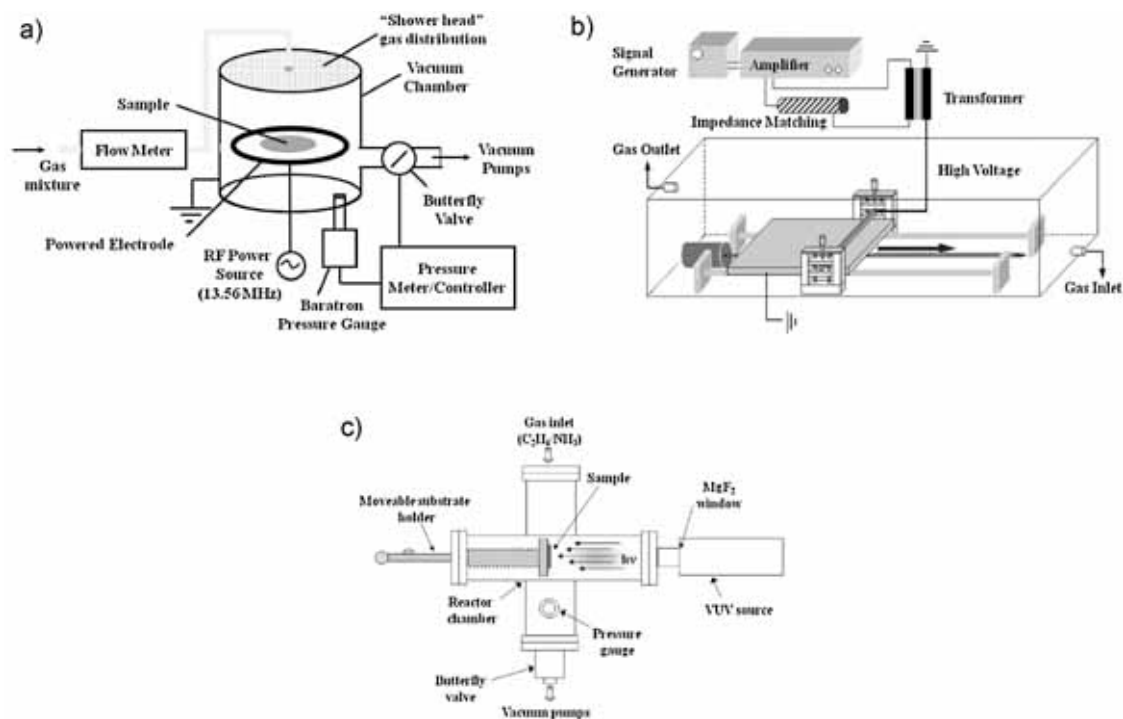 a)
"Shower head"
gas distribution
Vacuum
Chamber
Sample
Flow Meter
Gas
mixture
Vacuum
Pumps
Butterfly
Valve
Powered Electrode
RF Power
Source
(13.56 MHz)
Baratron
Pressure Gauge
Pressure
Meter/Controller
b)
Signal
Generator
Amplifier
Transformer
Impedance Matching
Gas Outlet
High Voltage
Gas Inlet
c)
Gas inlet
(C₂H₄/NH₃)
Sample
Moveable substrate
holder
MgF₂
window
hν
Reactor
chamber
VUV source
Pressure
gauge
Butterfly
valve
Vacuum pumps